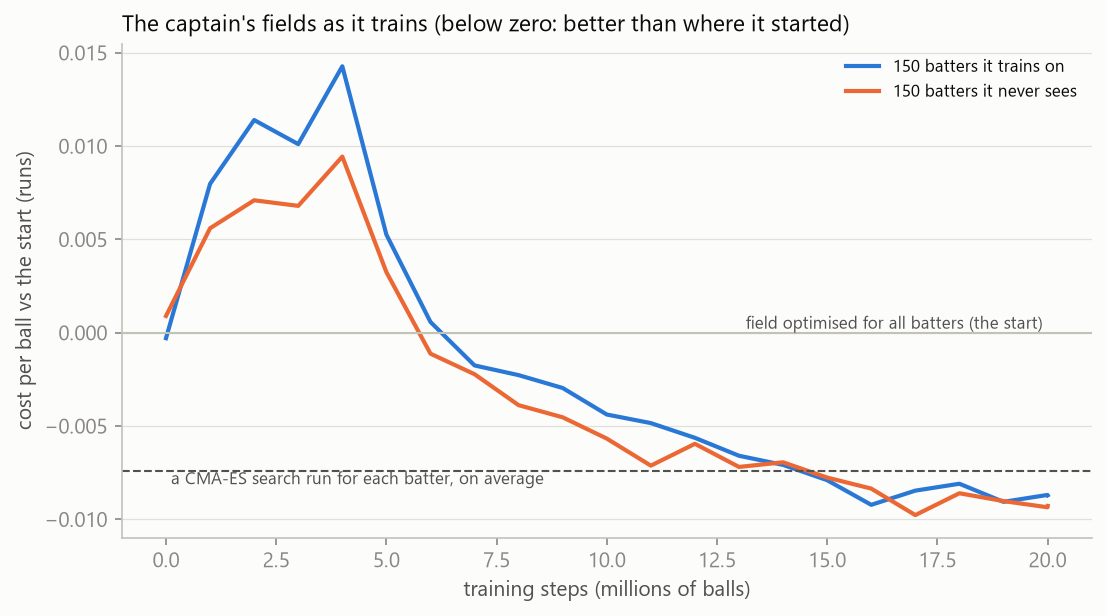 The captain's fields as it trains (below zero: better than where it started)
150 batters it trains on
150 batters it never sees
cost per ball vs the start (runs)
0.015
0.010
0.005
0.000
−0.005
−0.010
field optimised for all batters (the start)
a CMA-ES search run for each batter, on average
0.0 2.5 5.0 7.5 10.0 12.5 15.0 17.5 20.0
training steps (millions of balls)